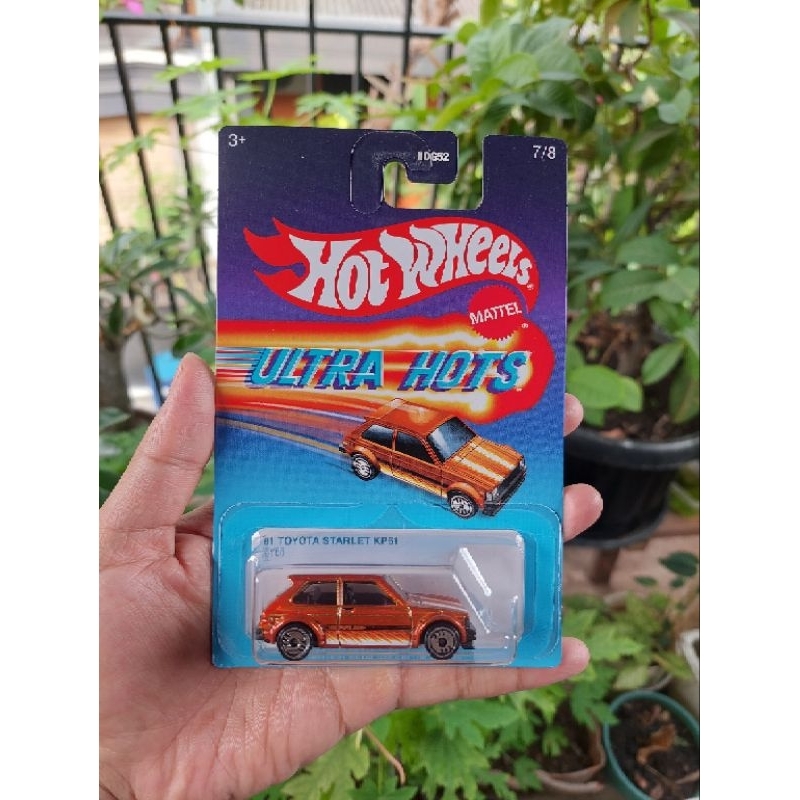 3+
7/8
HOT WHEELS
MATTEL
ULTRA HOTS
81 TOYOTA STARLET KP61